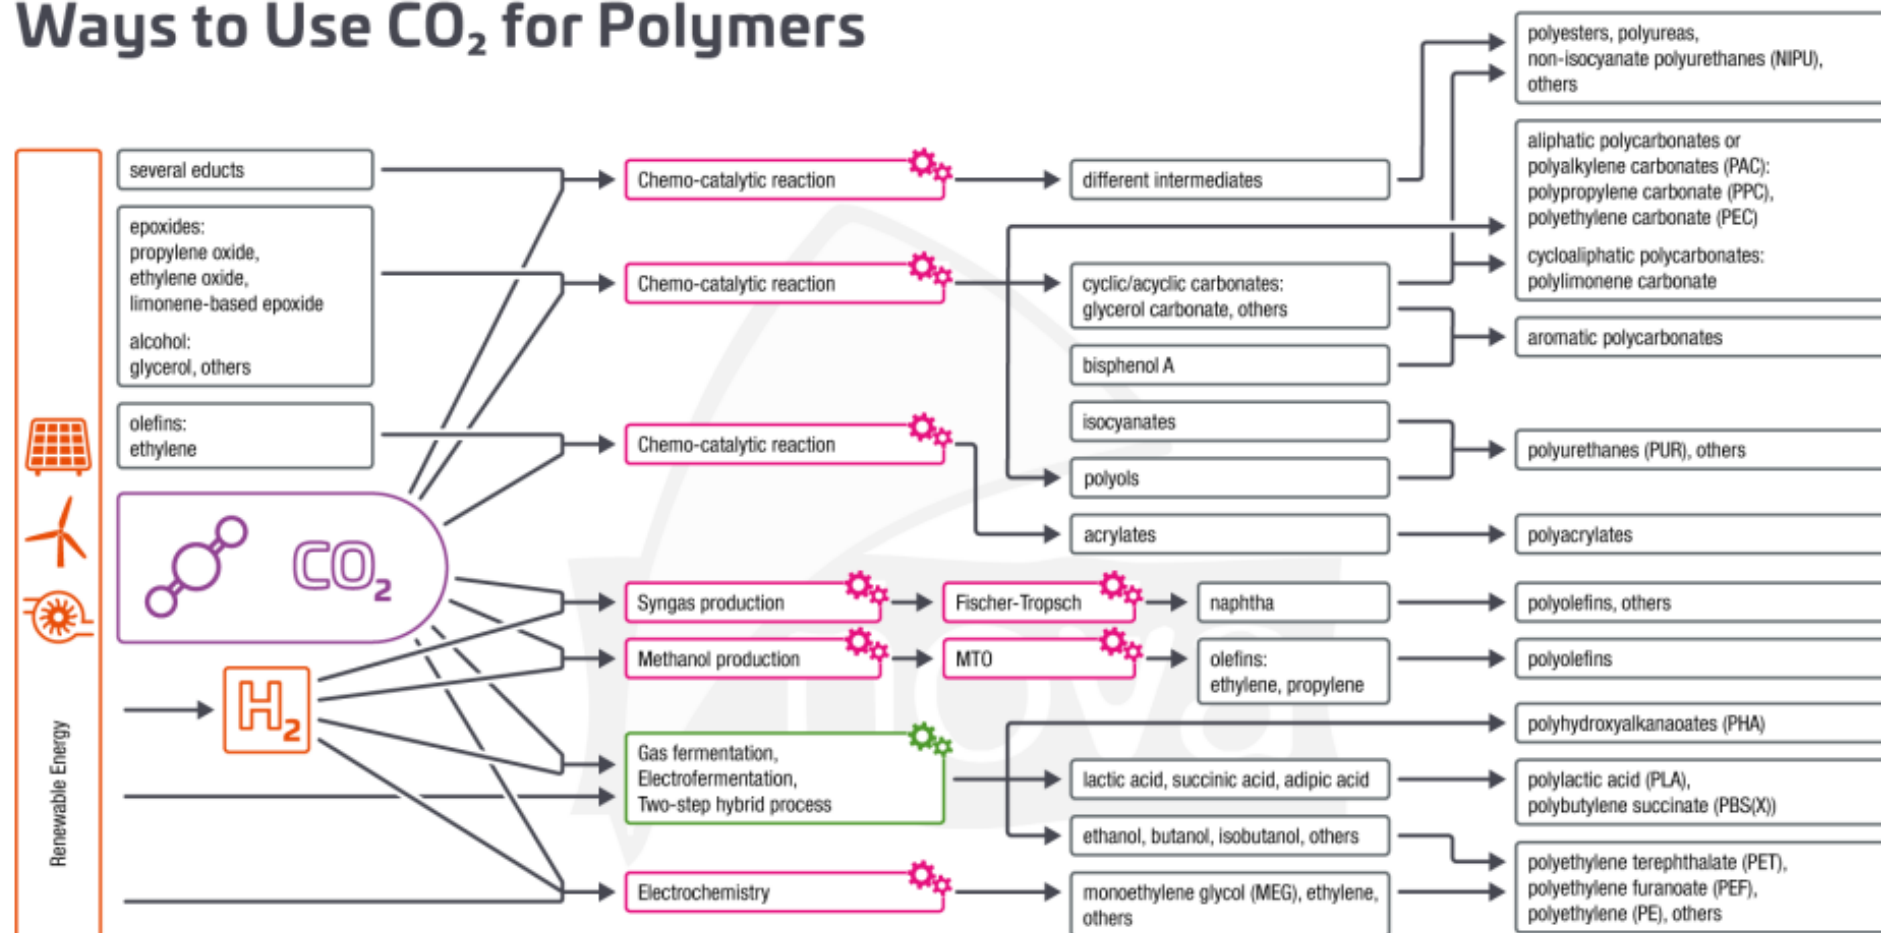 Ways to Use CO₂ for Polymers
several educts
epoxides:
propylene oxide,
ethylene oxide,
limonene-based epoxide
alcohol:
glycerol, others
olefins:
ethylene
CO₂
H₂
Renewable Energy
Chemo-catalytic reaction
Chemo-catalytic reaction
Chemo-catalytic reaction
Syngas production
Methanol production
Gas fermentation,
Electrofermentation,
Two-step hybrid process
Electrochemistry
Fischer-Tropsch
MTO
different intermediates
cyclic/acyclic carbonates:
glycerol carbonate, others
bisphenol A
isocyanates
polyols
acrylates
naphtha
olefins:
ethylene, propylene
lactic acid, succinic acid, adipic acid
ethanol, butanol, isobutanol, others
monoethylene glycol (MEG), ethylene,
others
polyesters, polyureas,
non-isocyanate polyurethanes (NIPU),
others
aliphatic polycarbonates or
polyalkylene carbonates (PAC):
polypropylene carbonate (PPC),
polyethylene carbonate (PEC)
cycloaliphatic polycarbonates:
polylimonene carbonate
aromatic polycarbonates
polyurethanes (PUR), others
polyacrylates
polyolefins, others
polyolefins
polyhydroxyalkanaoates (PHA)
polylactic acid (PLA),
polybutylene succinate (PBS(X))
polyethylene terephthalate (PET),
polyethylene furanoate (PEF),
polyethylene (PE), others
nova